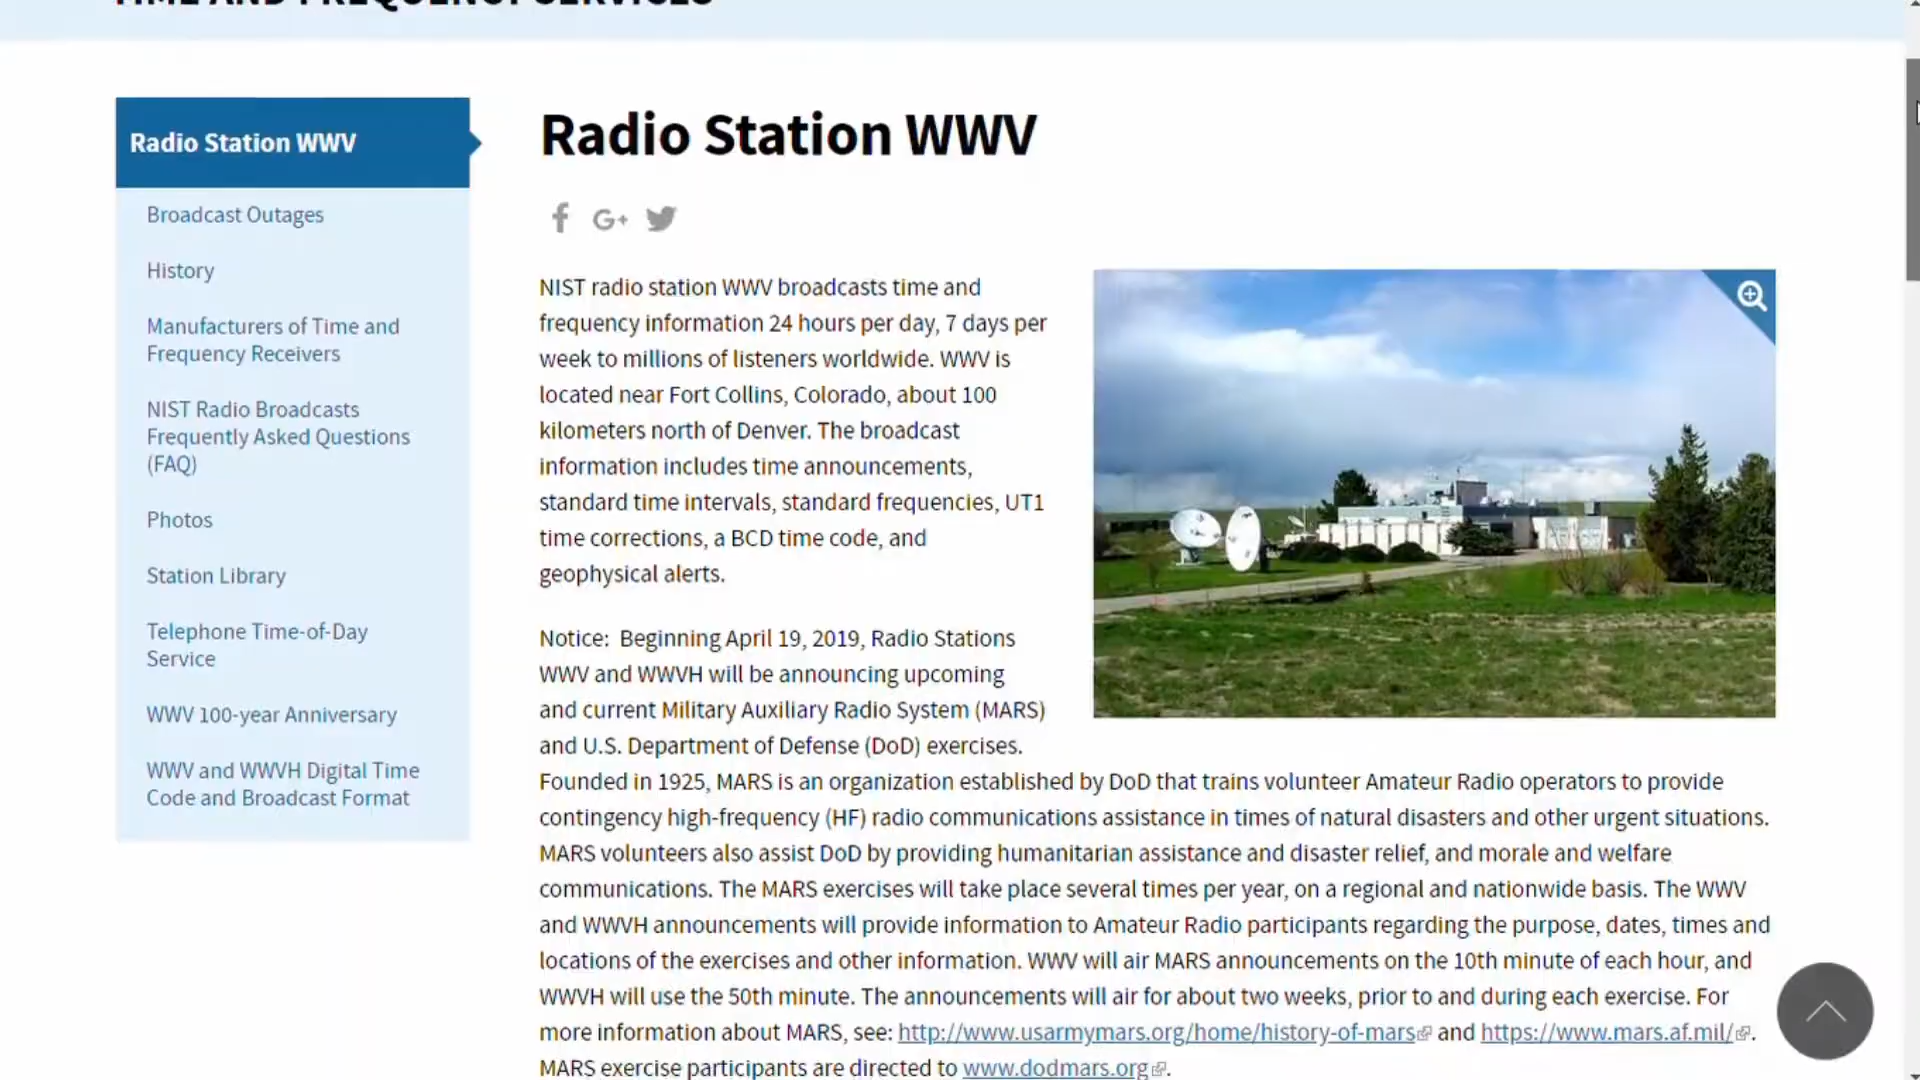 TIME AND FREQUENCY SERVICES
Radio Station WWV
Broadcast Outages
History
Manufacturers of Time and
Frequency Receivers
NIST Radio Broadcasts
Frequently Asked Questions
(FAQ)
Photos
Station Library
Telephone Time-of-Day
Service
WWV 100-year Anniversary
WWV and WWVH Digital Time
Code and Broadcast Format
Radio Station WWV
NIST radio station WWV broadcasts time and
frequency information 24 hours per day, 7 days per
week to millions of listeners worldwide. WWV is
located near Fort Collins, Colorado, about 100
kilometers north of Denver. The broadcast
information includes time announcements,
standard time intervals, standard frequencies, UT1
time corrections, a BCD time code, and
geophysical alerts.
Notice:  Beginning April 19, 2019, Radio Stations
WWV and WWVH will be announcing upcoming
and current Military Auxiliary Radio System (MARS)
and U.S. Department of Defense (DoD) exercises.
Founded in 1925, MARS is an organization established by DoD that trains volunteer Amateur Radio operators to provide
contingency high-frequency (HF) radio communications assistance in times of natural disasters and other urgent situations.
MARS volunteers also assist DoD by providing humanitarian assistance and disaster relief, and morale and welfare
communications. The MARS exercises will take place several times per year, on a regional and nationwide basis. The WWV
and WWVH announcements will provide information to Amateur Radio participants regarding the purpose, dates, times and
locations of the exercises and other information. WWV will air MARS announcements on the 10th minute of each hour, and
WWVH will use the 50th minute. The announcements will air for about two weeks, prior to and during each exercise. For
more information about MARS, see: http://www.usarmymars.org/home/history-of-mars and https://www.mars.af.mil/.
MARS exercise participants are directed to www.dodmars.org.